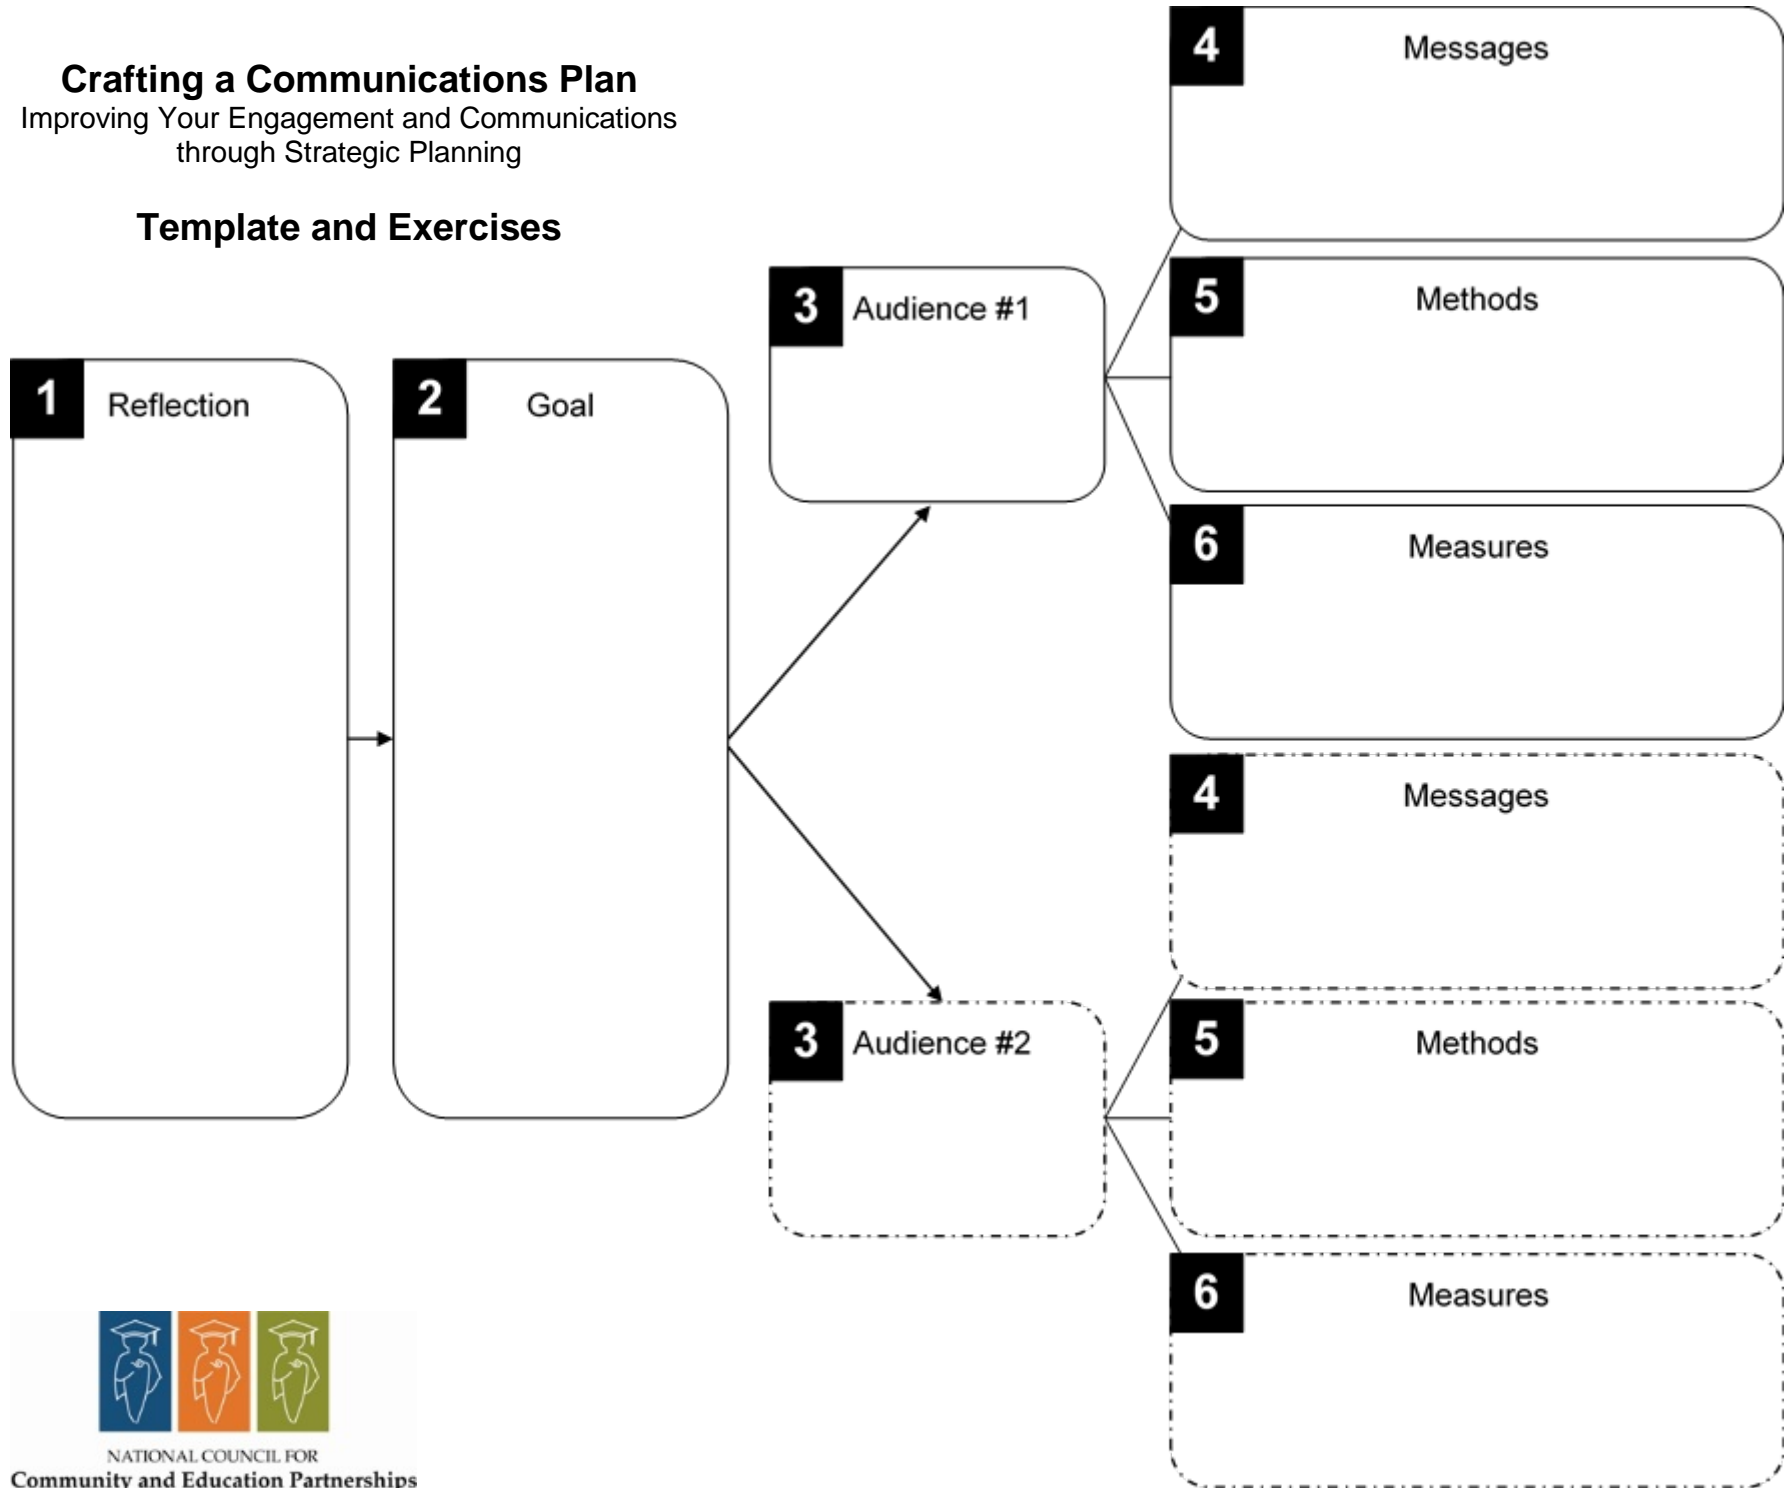 Crafting a Communications Plan
Improving Your Engagement and Communications
through Strategic Planning
Template and Exercises
1 Reflection
2 Goal
3 Audience #1
4 Messages
5 Methods
6 Measures
3 Audience #2
4 Messages
5 Methods
6 Measures
NATIONAL COUNCIL FOR
Community and Education Partnerships